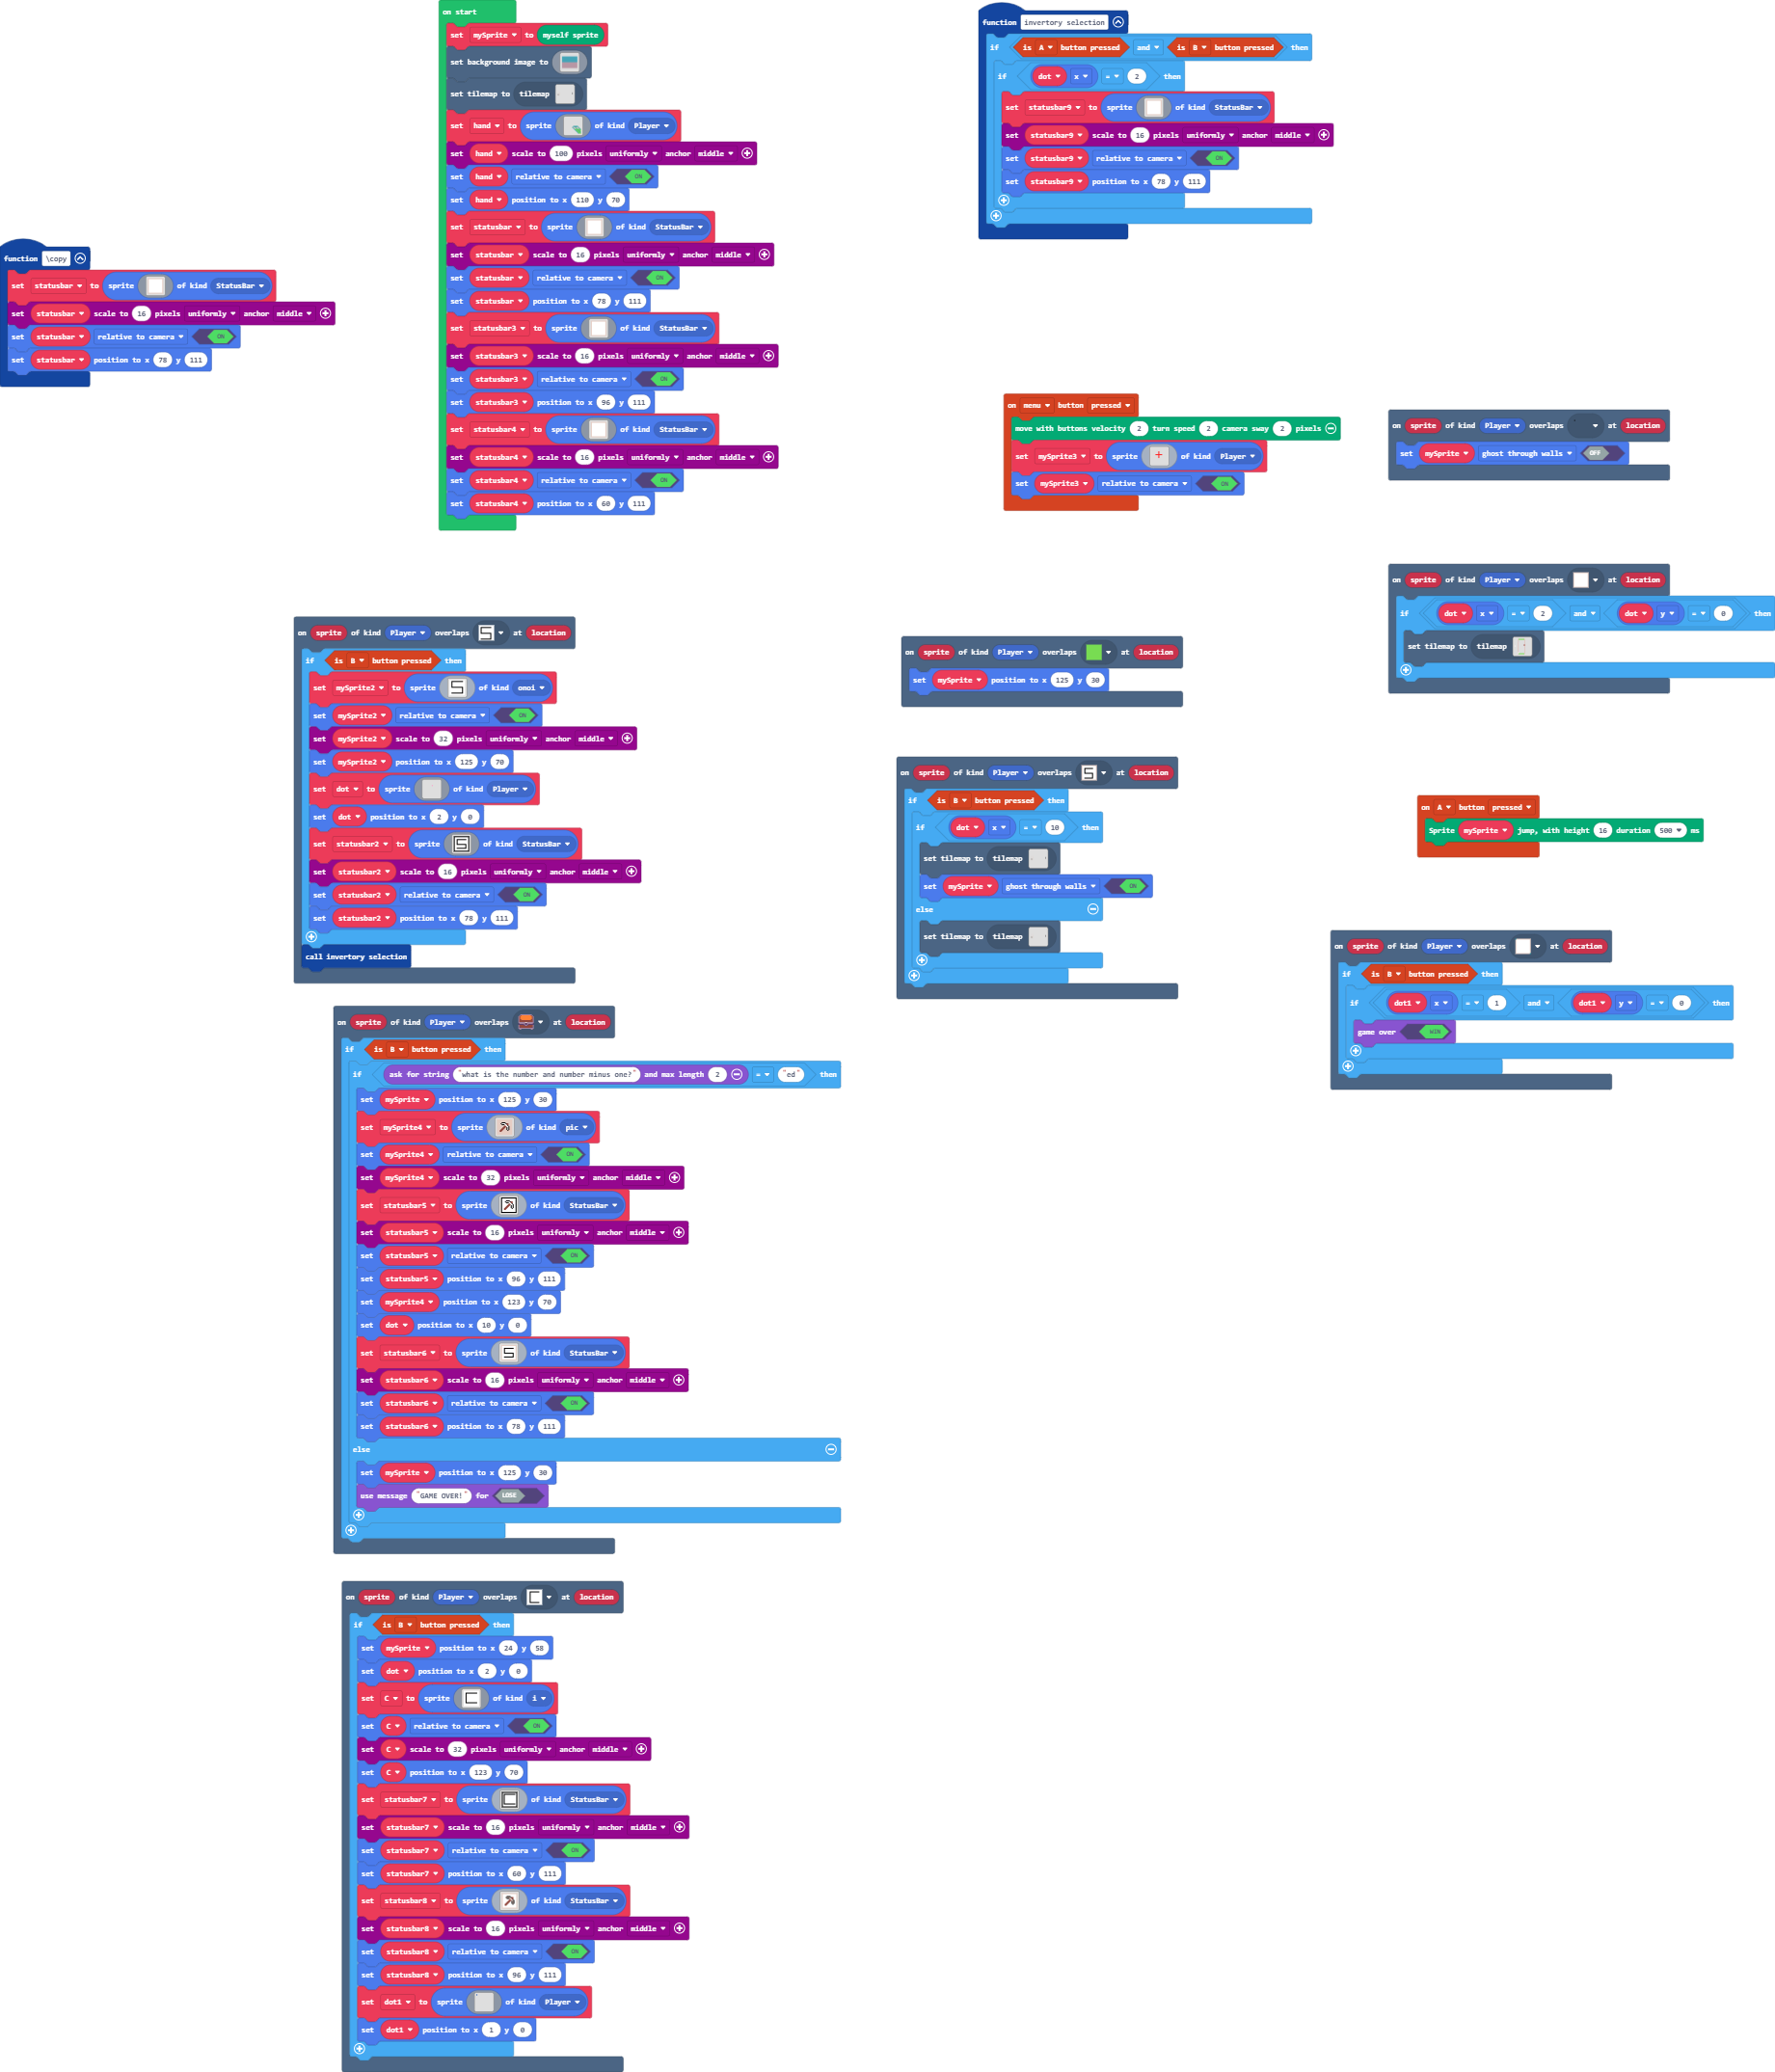 on start
set mySprite to myself sprite
set background image to
set tilemap to tilemap
set hand to sprite of kind Player
set hand scale to 100 pixels uniformly anchor middle
set hand relative to camera ON
set hand position to x 110 y 70
set statusbar to sprite of kind StatusBar
set statusbar scale to 16 pixels uniformly anchor middle
set statusbar relative to camera ON
set statusbar position to x 78 y 111
set statusbar3 to sprite of kind StatusBar
set statusbar3 scale to 16 pixels uniformly anchor middle
set statusbar3 relative to camera ON
set statusbar3 position to x 96 y 111
set statusbar4 to sprite of kind StatusBar
set statusbar4 scale to 16 pixels uniformly anchor middle
set statusbar4 relative to camera ON
set statusbar4 position to x 60 y 111
function invertory selection
if is A button pressed and is B button pressed then
if dot x = 2 then
set statusbar9 to sprite of kind StatusBar
set statusbar9 scale to 16 pixels uniformly anchor middle
set statusbar9 relative to camera ON
set statusbar9 position to x 78 y 111
function \copy
set statusbar to sprite of kind StatusBar
set statusbar scale to 16 pixels uniformly anchor middle
set statusbar relative to camera ON
set statusbar position to x 78 y 111
on menu button pressed
move with buttons velocity 2 turn speed 2 camera sway 2 pixels
set mySprite3 to sprite of kind Player
set mySprite3 relative to camera ON
on sprite of kind Player overlaps at location
set mySprite ghost through walls OFF
on sprite of kind Player overlaps at location
if dot x = 2 and dot y = 0 then
set tilemap to tilemap
on sprite of kind Player overlaps S at location
if is B button pressed then
set mySprite2 to sprite S of kind omoi
set mySprite2 relative to camera ON
set mySprite2 scale to 32 pixels uniformly anchor middle
set mySprite2 position to x 125 y 70
set dot to sprite of kind Player
set dot position to x 2 y 0
set statusbar2 to sprite S of kind StatusBar
set statusbar2 scale to 16 pixels uniformly anchor middle
set statusbar2 relative to camera ON
set statusbar2 position to x 78 y 111
call invertory selection
on sprite of kind Player overlaps at location
set mySprite position to x 125 y 30
on sprite of kind Player overlaps S at location
if is B button pressed then
if dot x = 10 then
set tilemap to tilemap
set mySprite ghost through walls ON
else
set tilemap to tilemap
on A button pressed
Sprite mySprite jump, with height 16 duration 500 ms
on sprite of kind Player overlaps at location
if is B button pressed then
if dot1 x = 1 and dot1 y = 0 then
game over WIN
on sprite of kind Player overlaps at location
if is B button pressed then
if ask for string "what is the number and number minus one?" and max length 2 = "ed" then
set mySprite position to x 125 y 30
set mySprite4 to sprite of kind pic
set mySprite4 relative to camera ON
set mySprite4 scale to 32 pixels uniformly anchor middle
set statusbar5 to sprite of kind StatusBar
set statusbar5 scale to 16 pixels uniformly anchor middle
set statusbar5 relative to camera ON
set statusbar5 position to x 96 y 111
set mySprite4 position to x 123 y 70
set dot position to x 10 y 0
set statusbar6 to sprite S of kind StatusBar
set statusbar6 scale to 16 pixels uniformly anchor middle
set statusbar6 relative to camera ON
set statusbar6 position to x 78 y 111
else
set mySprite position to x 125 y 30
use message "GAME OVER!" for LOSE
on sprite of kind Player overlaps C at location
if is B button pressed then
set mySprite position to x 24 y 58
set dot position to x 2 y 0
set C to sprite C of kind i
set C relative to camera ON
set C scale to 32 pixels uniformly anchor middle
set C position to x 123 y 70
set statusbar7 to sprite C of kind StatusBar
set statusbar7 scale to 16 pixels uniformly anchor middle
set statusbar7 relative to camera ON
set statusbar7 position to x 60 y 111
set statusbar8 to sprite of kind StatusBar
set statusbar8 scale to 16 pixels uniformly anchor middle
set statusbar8 relative to camera ON
set statusbar8 position to x 96 y 111
set dot1 to sprite of kind Player
set dot1 position to x 1 y 0